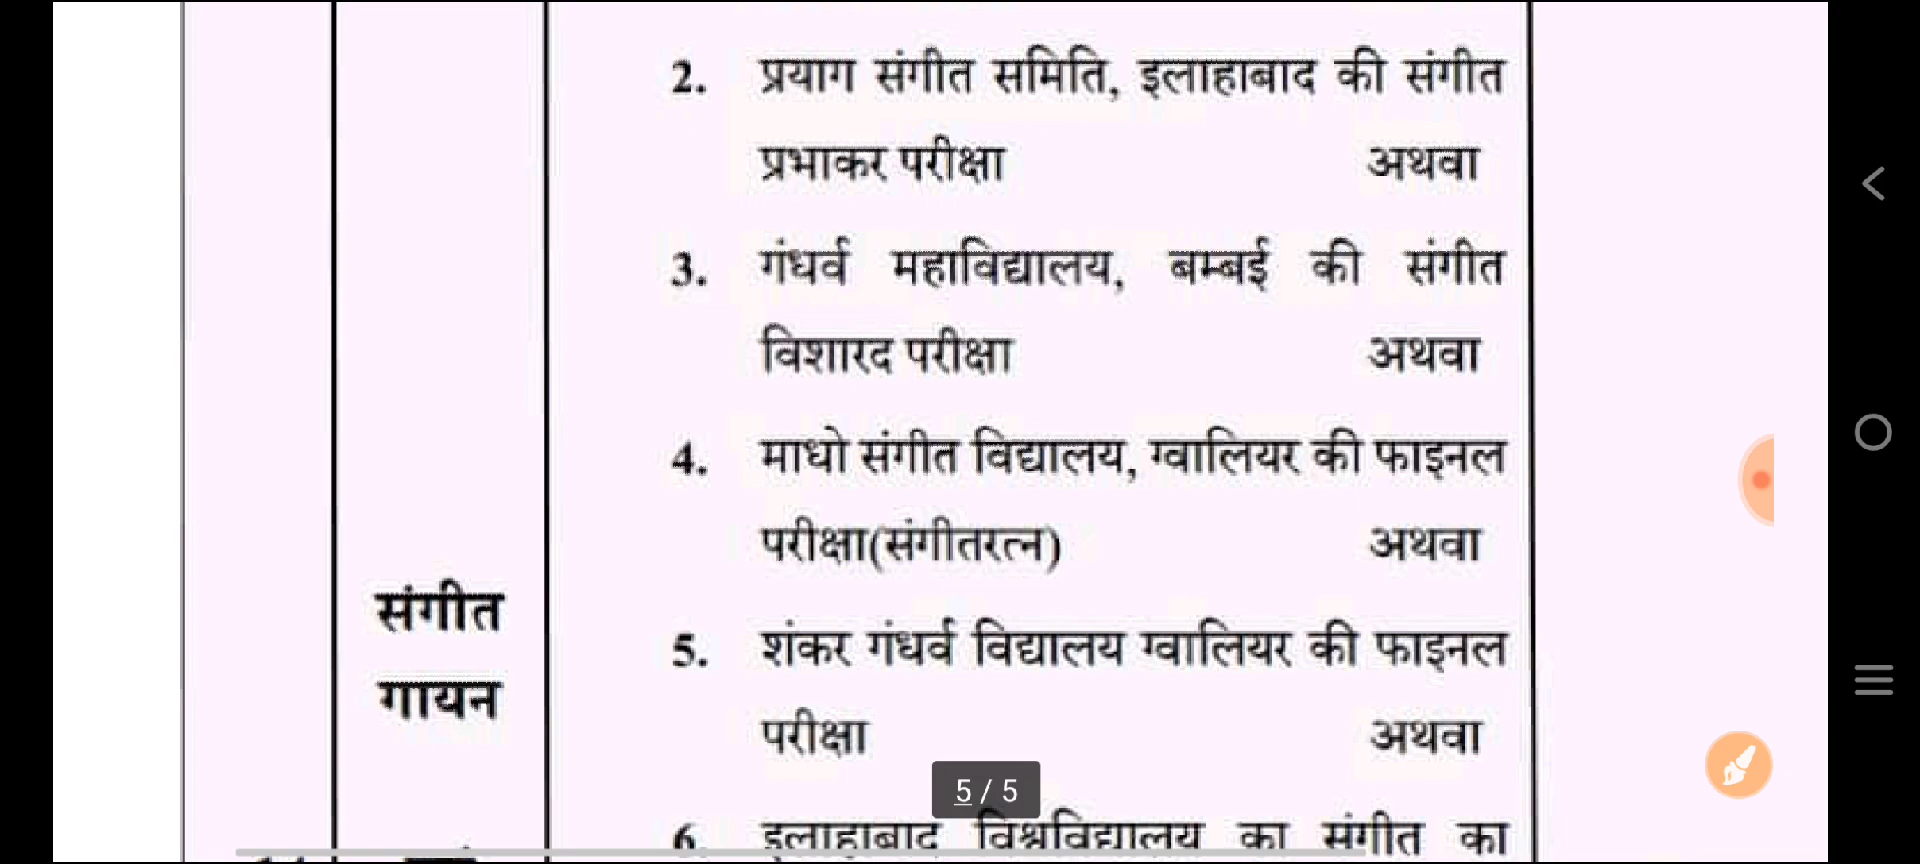 2. प्रयाग संगीत समिति, इलाहाबाद की संगीत
प्रभाकर परीक्षा अथवा
3. गंधर्व महाविद्यालय, बम्बई की संगीत
विशारद परीक्षा अथवा
4. माधो संगीत विद्यालय, ग्वालियर की फाइनल
परीक्षा(संगीतरत्न) अथवा
संगीत
गायन
5. शंकर गंधर्व विद्यालय ग्वालियर की फाइनल
परीक्षा अथवा
5 / 5
6. इलाहाबाद विश्वविद्यालय का संगीत का